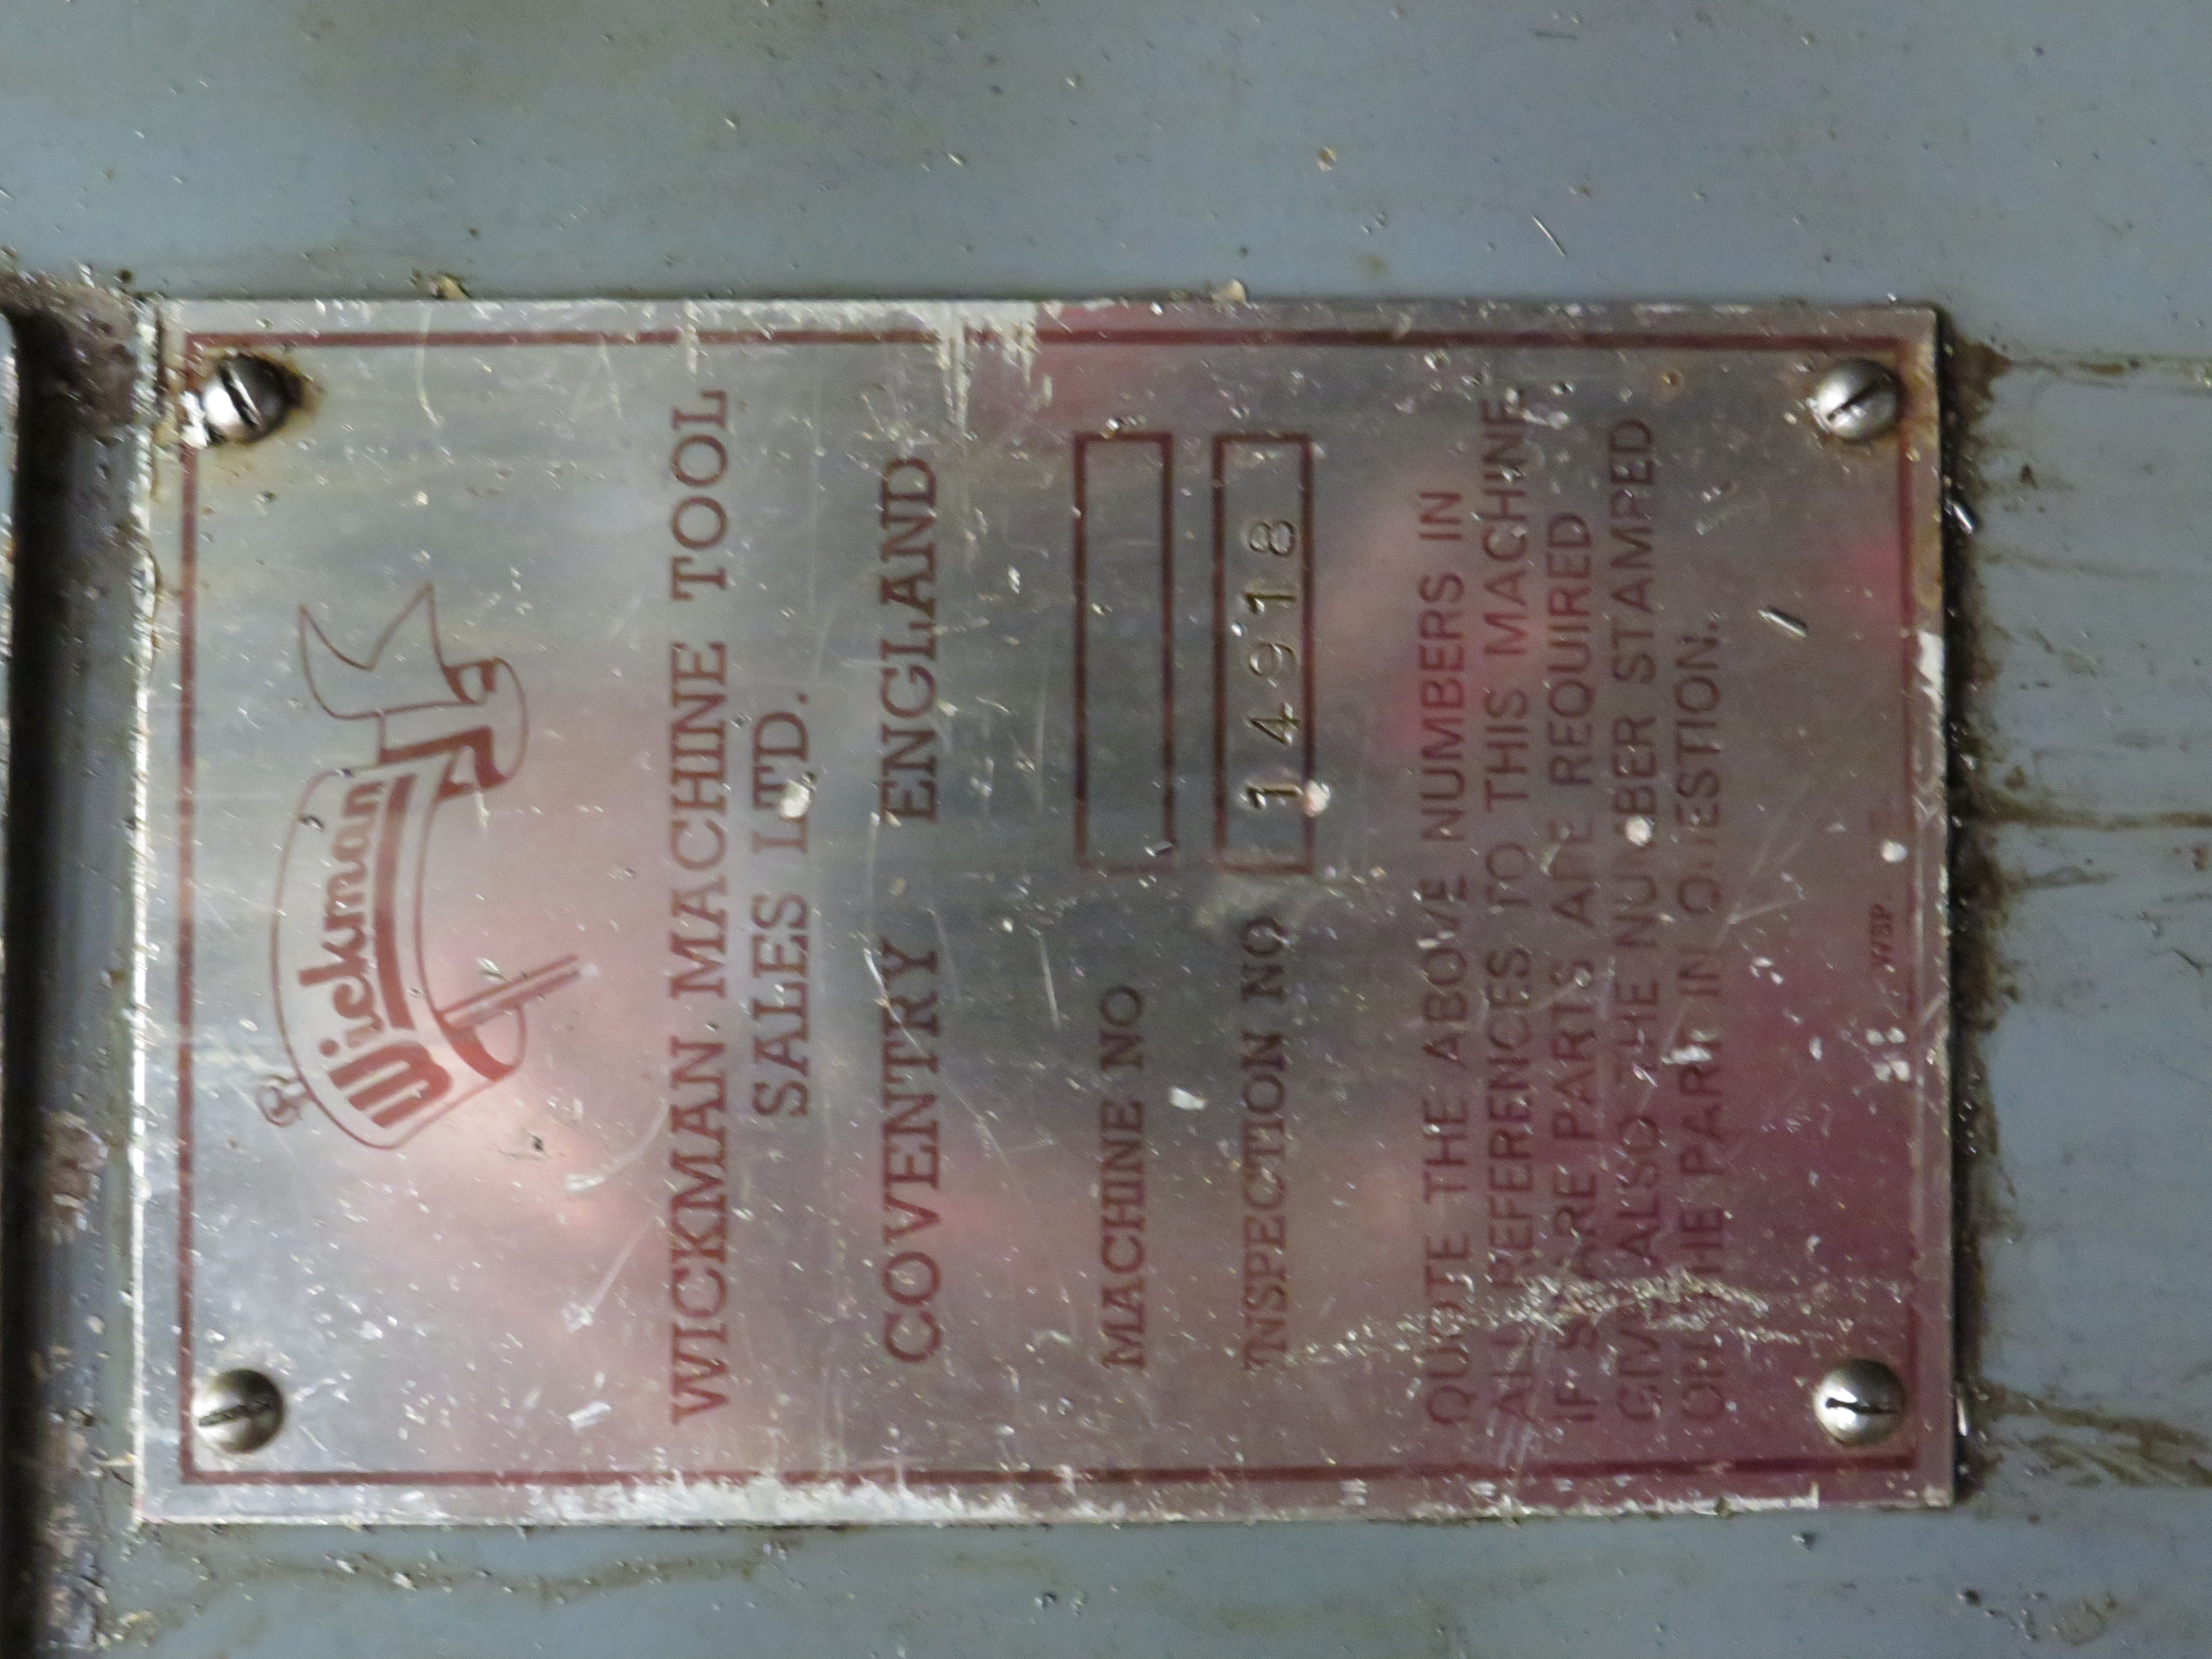 Wickman
WICKMAN MACHINE TOOL
SALES LTD.
COVENTRY ENGLAND
MACHINE NO
INSPECTION NO 14918
QUOTE THE ABOVE NUMBERS IN
ALL REFERENCES TO THIS MACHINE.
IF SPARE PARTS ARE REQUIRED
GIVE ALSO THE NUMBER STAMPED
ON THE PART IN QUESTION.